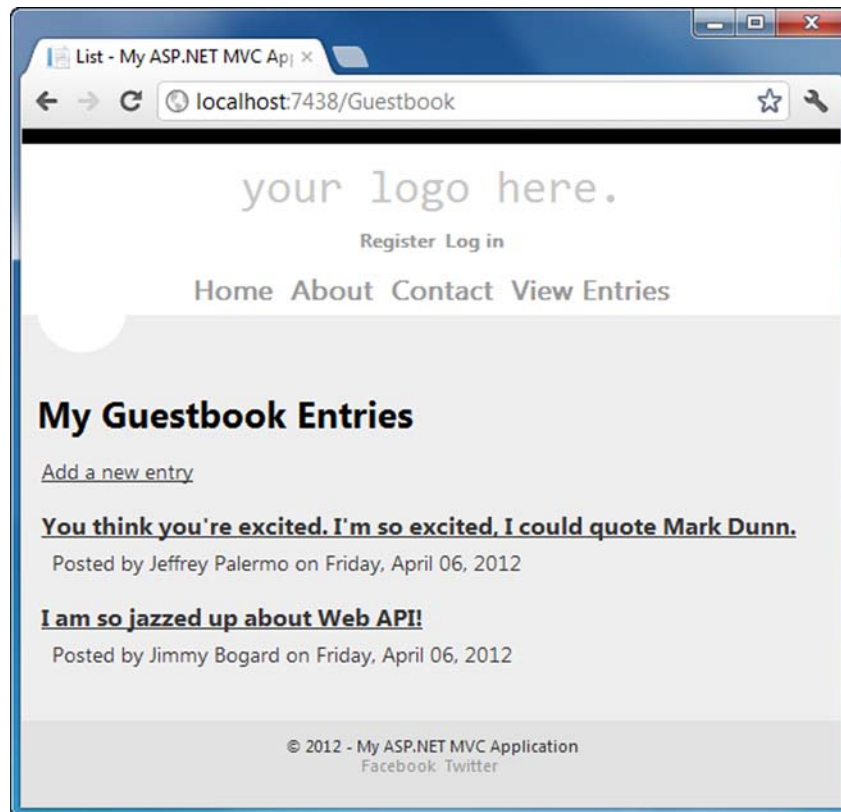 List - My ASP.NET MVC Ap
localhost:7438/Guestbook
your logo here.
Register Log in
Home About Contact View Entries
My Guestbook Entries
Add a new entry
You think you're excited. I'm so excited, I could quote Mark Dunn.
Posted by Jeffrey Palermo on Friday, April 06, 2012
I am so jazzed up about Web API!
Posted by Jimmy Bogard on Friday, April 06, 2012
© 2012 - My ASP.NET MVC Application
Facebook Twitter